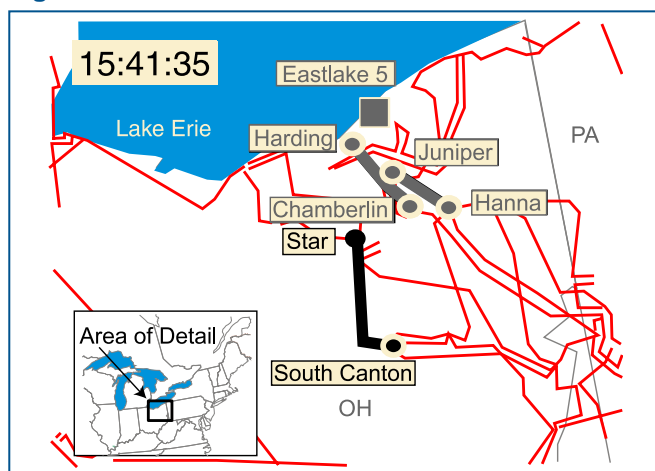 15:41:35
Eastlake 5
Lake Erie
Harding
Juniper
PA
Chamberlin
Hanna
Star
Area of Detail
South Canton
OH